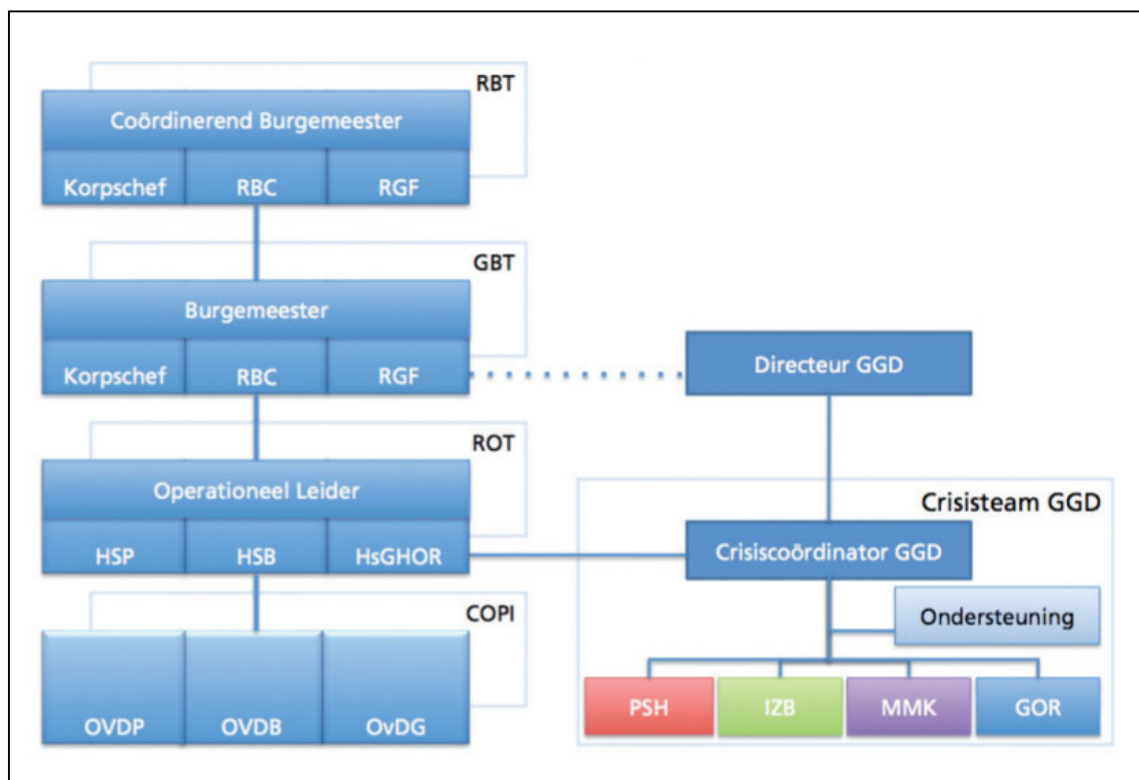 RBT
Coördinerend Burgemeester
Korpschef RBC RGF
GBT
Burgemeester
Korpschef RBC RGF
Directeur GGD
ROT
Operationeel Leider
HSP HSB HsGHOR
Crisisteam GGD
Crisiscoördinator GGD
Ondersteuning
COPI
OVDP OVDB OvDG
PSH IZB MMK GOR